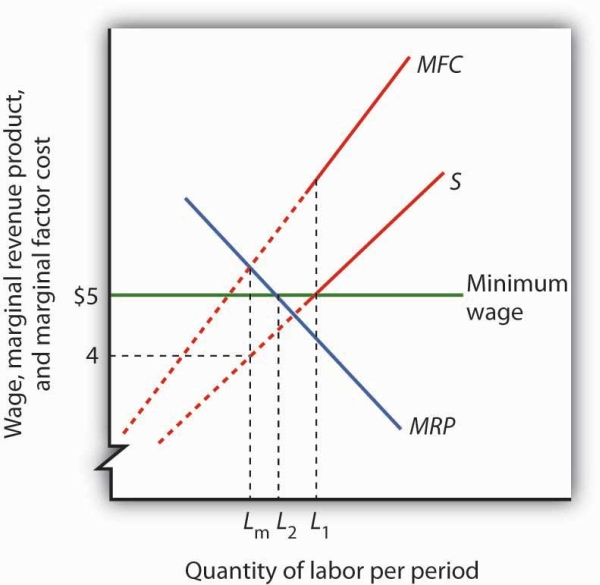 Wage, marginal revenue product,
and marginal factor cost
MFC
S
$5
Minimum
wage
4
MRP
Lm L2 L1
Quantity of labor per period